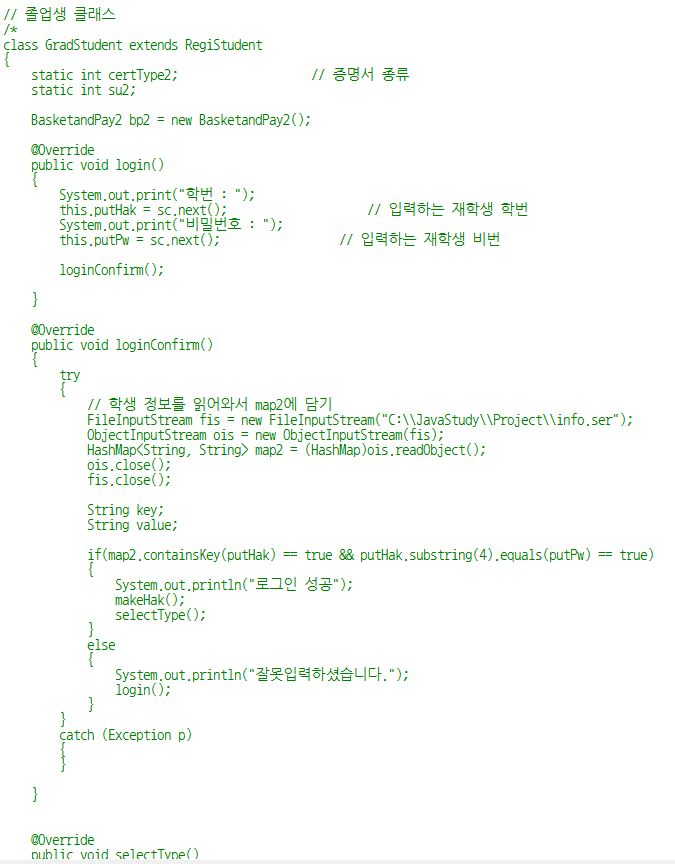 // 졸업생 클래스
/*
class GradStudent extends RegiStudent
{
    static int certType2;                   // 증명서 종류
    static int su2;

    BasketandPay2 bp2 = new BasketandPay2();

    @Override
    public void login()
    {
        System.out.print("학번 : ");
        this.putHak = sc.next();                    // 입력하는 재학생 학번
        System.out.print("비밀번호 : ");
        this.putPw = sc.next();                 // 입력하는 재학생 비번

        loginConfirm();

    }

    @Override
    public void loginConfirm()
    {
        try
        {
            // 학생 정보를 읽어와서 map2에 담기
            FileInputStream fis = new FileInputStream("C:\\JavaStudy\\Project\\info.ser");
            ObjectInputStream ois = new ObjectInputStream(fis);
            HashMap<String, String> map2 = (HashMap)ois.readObject();
            ois.close();
            fis.close();

            String key;
            String value;

            if(map2.containsKey(putHak) == true && putHak.substring(4).equals(putPw) == true)
            {
                System.out.println("로그인 성공");
                makeHak();
                selectType();
            }
            else
            {
                System.out.println("잘못입력하셨습니다.");
                login();
            }
        }
        catch (Exception p)
        {
        }

    }


    @Override
    public void selectType()